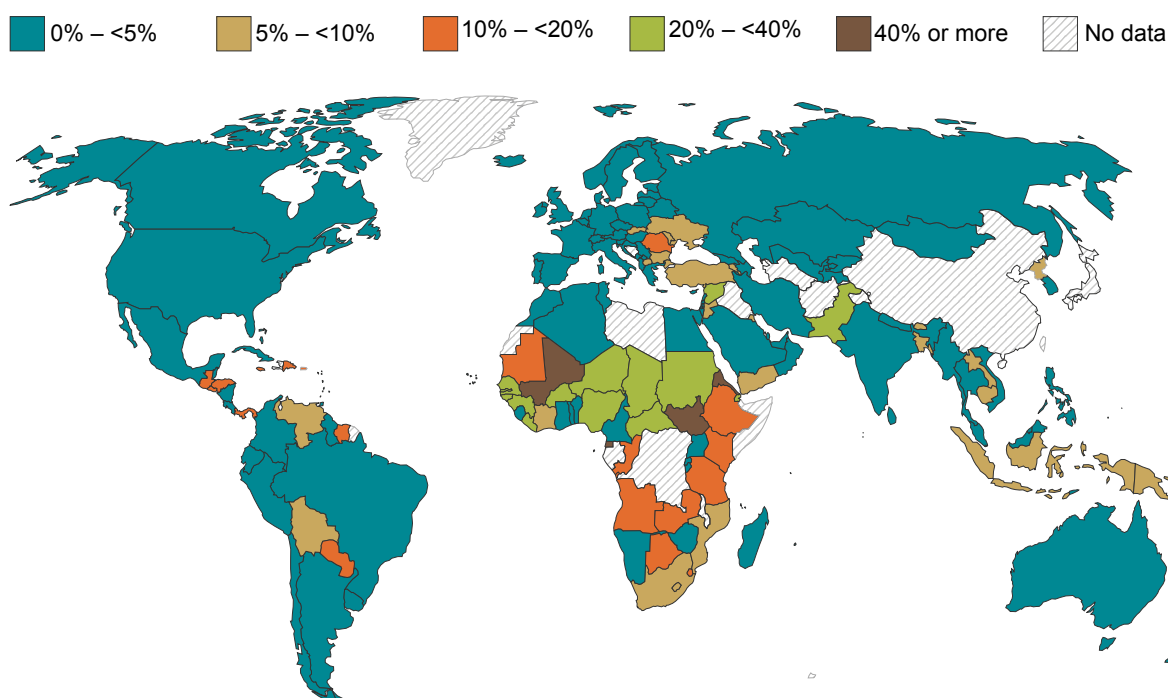 0% – <5% 5% – <10% 10% – <20% 20% – <40% 40% or more No data